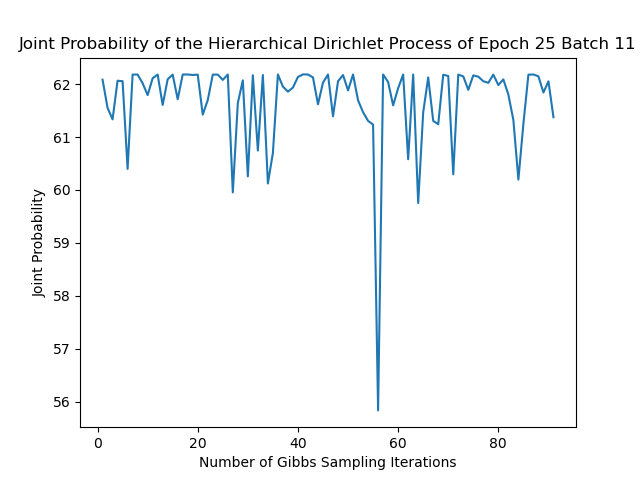 Joint Probability of the Hierarchical Dirichlet Process of Epoch 25 Batch 11
62
61
60
59
58
57
56
Joint Probability
0 20 40 60 80
Number of Gibbs Sampling Iterations